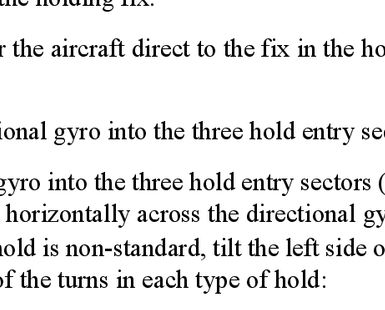 the holding fix.
r the aircraft direct to the fix in the ho
ional gyro into the three hold entry sec
gyro into the three hold entry sectors (
horizontally across the directional gy
hold is non-standard, tilt the left side o
of the turns in each type of hold: